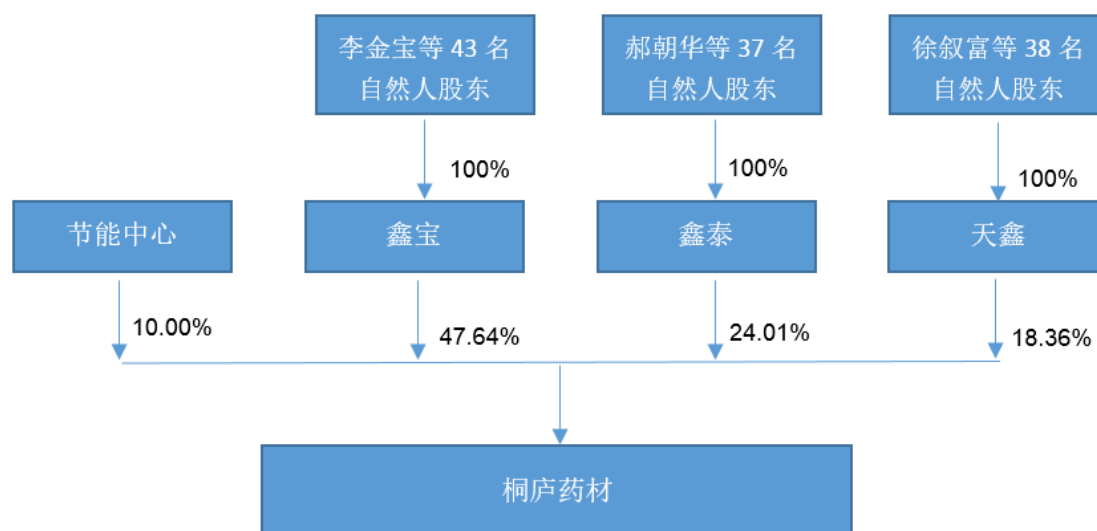 李金宝等 43 名
自然人股东
郝朝华等 37 名
自然人股东
徐叙富等 38 名
自然人股东
100%
100%
100%
节能中心
鑫宝
鑫泰
天鑫
10.00%
47.64%
24.01%
18.36%
桐庐药材